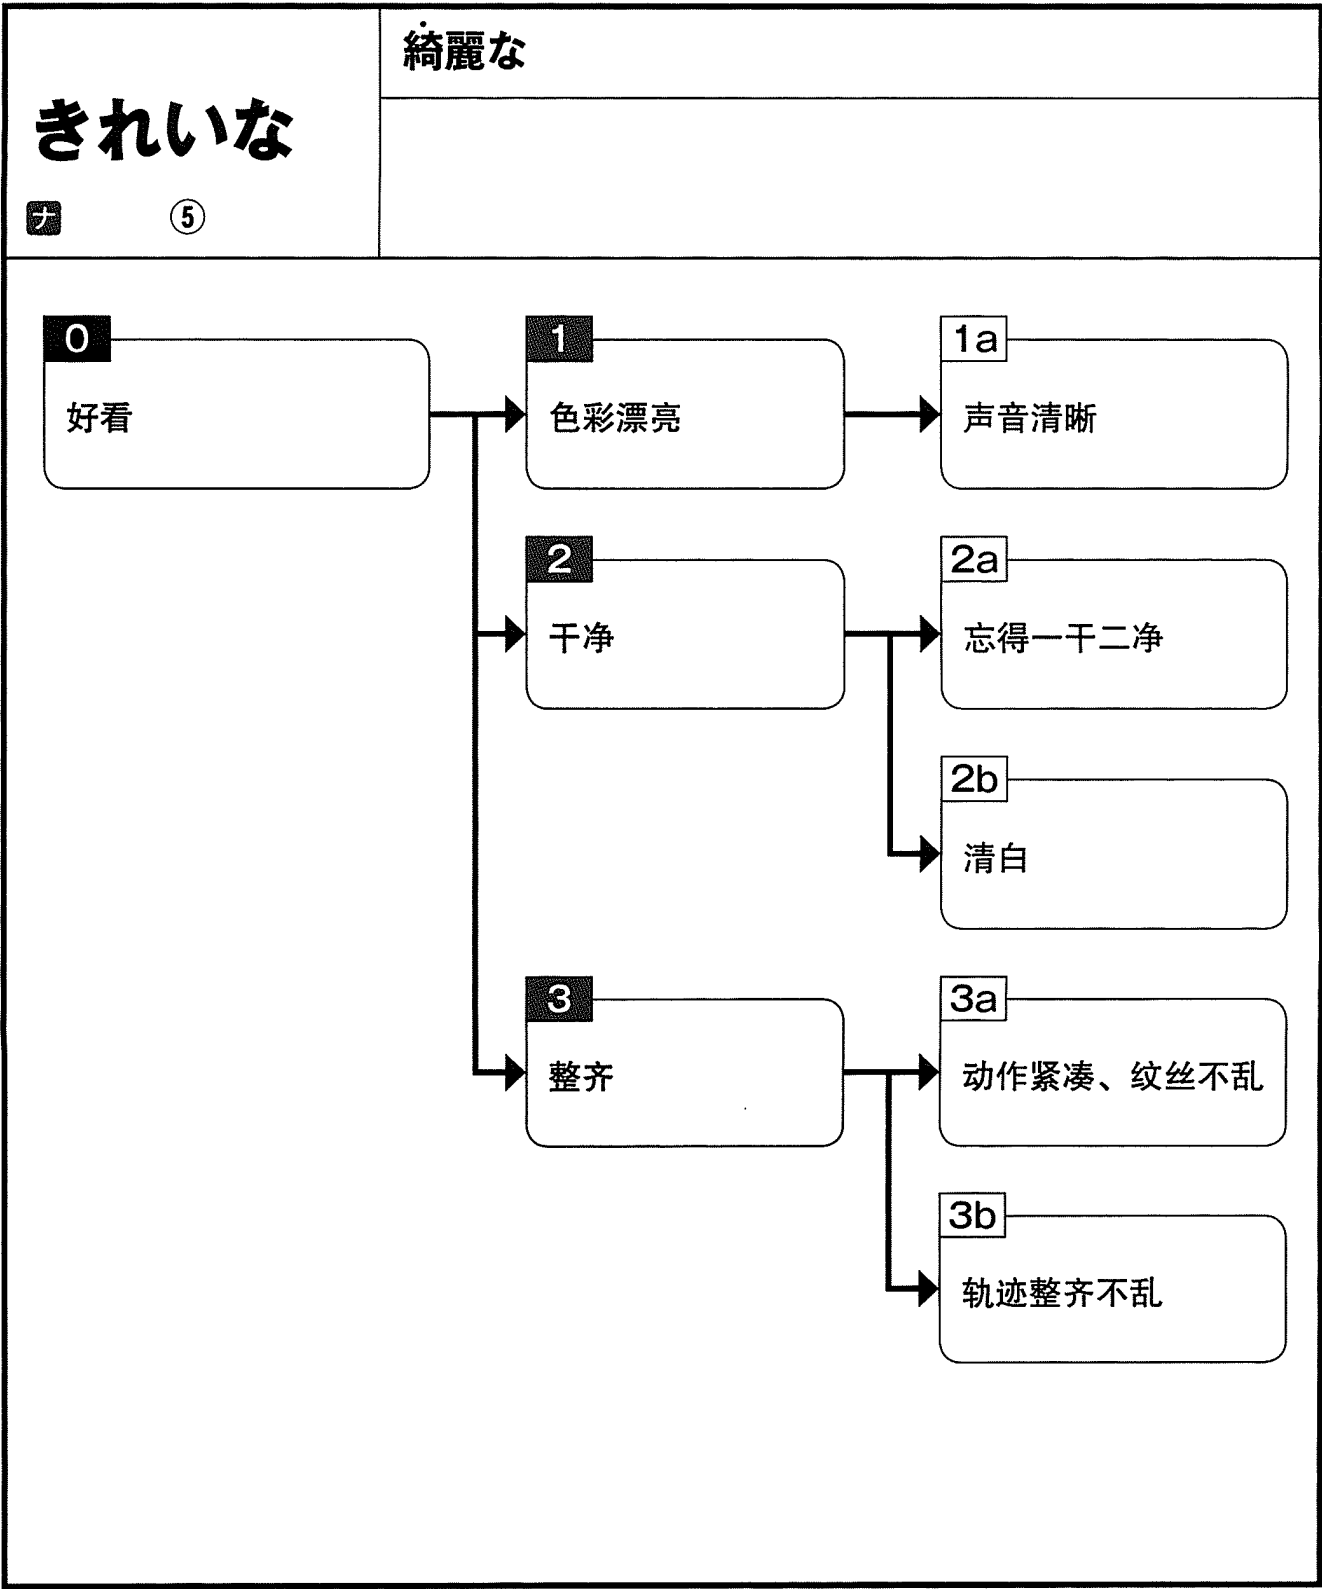 きれいな
ナ ⑤
綺麗な
0
好看
1
色彩漂亮
1a
声音清晰
2
干净
2a
忘得一干二净
2b
清白
3
整齐
3a
动作紧凑、纹丝不乱
3b
轨迹整齐不乱